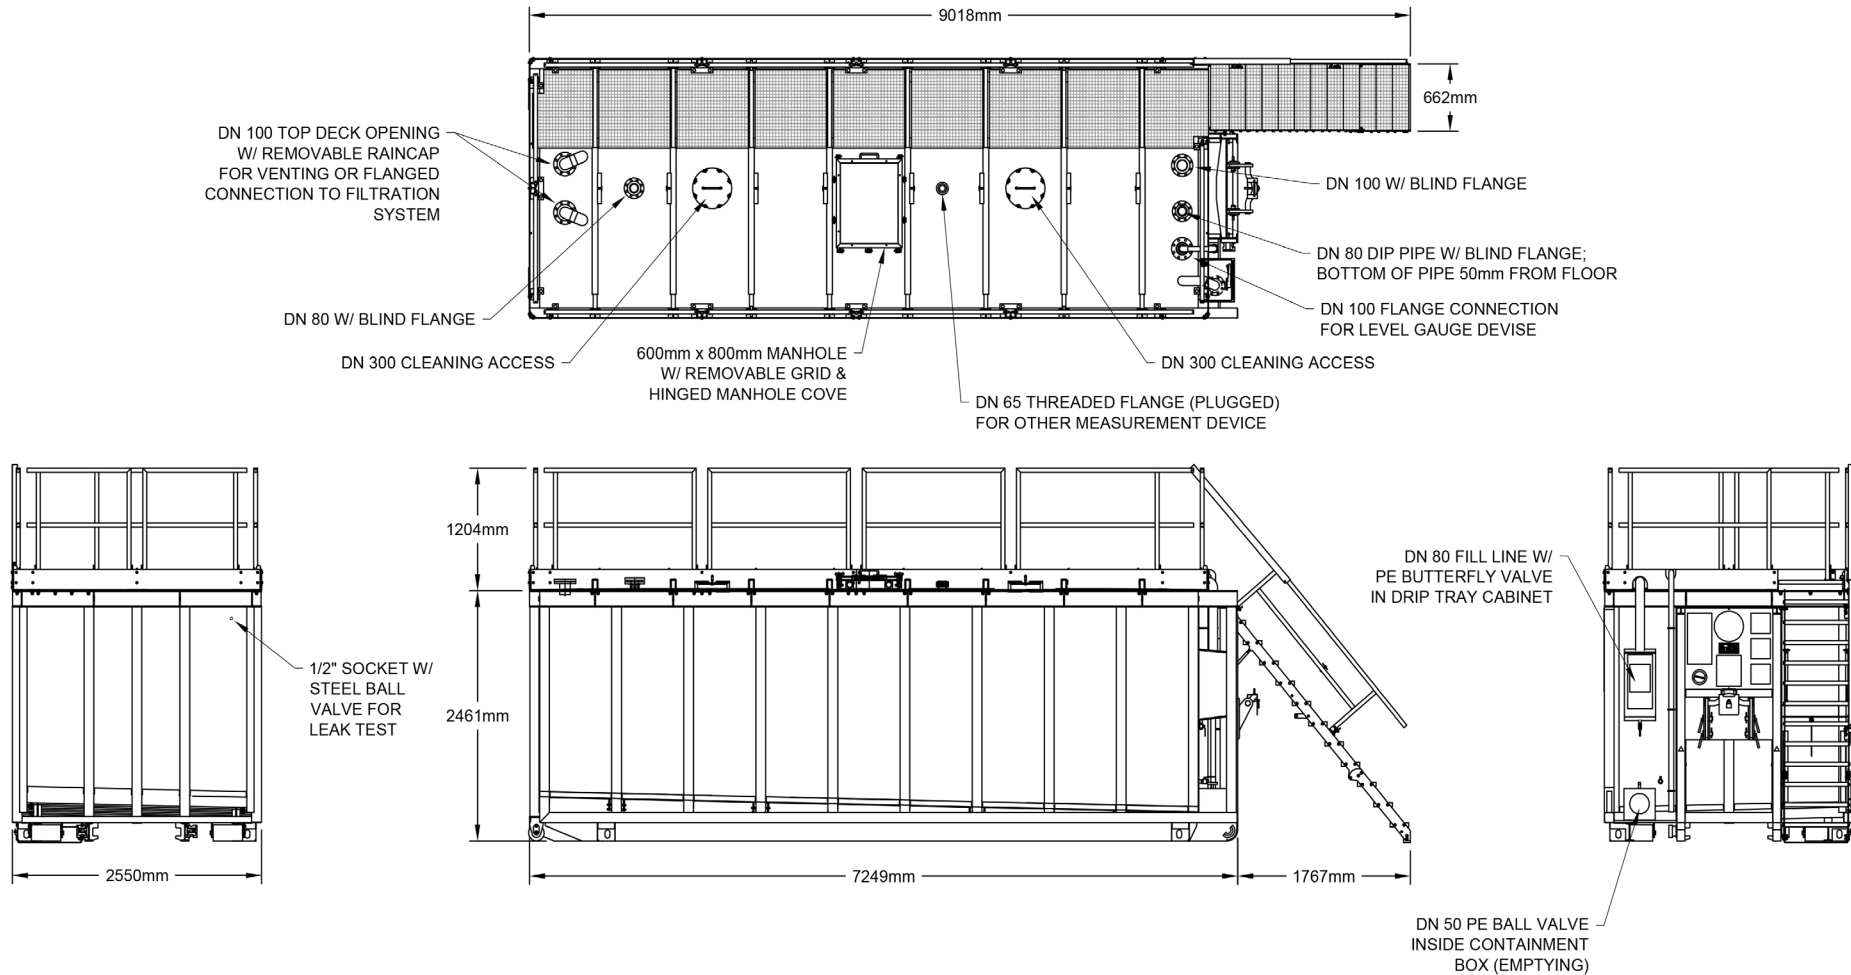 9018mm
662mm
DN 100 TOP DECK OPENING
W/ REMOVABLE RAINCAP
FOR VENTING OR FLANGED
CONNECTION TO FILTRATION
SYSTEM
DN 100 W/ BLIND FLANGE
DN 80 DIP PIPE W/ BLIND FLANGE;
BOTTOM OF PIPE 50mm FROM FLOOR
DN 100 FLANGE CONNECTION
FOR LEVEL GAUGE DEVISE
DN 80 W/ BLIND FLANGE
DN 300 CLEANING ACCESS
600mm x 800mm MANHOLE
W/ REMOVABLE GRID &
HINGED MANHOLE COVE
DN 300 CLEANING ACCESS
DN 65 THREADED FLANGE (PLUGGED)
FOR OTHER MEASUREMENT DEVICE
1/2" SOCKET W/
STEEL BALL
VALVE FOR
LEAK TEST
2550mm
1204mm
2461mm
7249mm
1767mm
DN 80 FILL LINE W/
PE BUTTERFLY VALVE
IN DRIP TRAY CABINET
DN 50 PE BALL VALVE
INSIDE CONTAINMENT
BOX (EMPTYING)